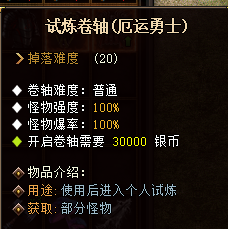 试炼卷轴(厄运勇士)
掉落难度 (20)
卷轴难度：普通
怪物强度：100%
怪物爆率：100%
开启卷轴需要 30000 银币
物品介绍：
用途：使用后进入个人试炼
获取：部分怪物